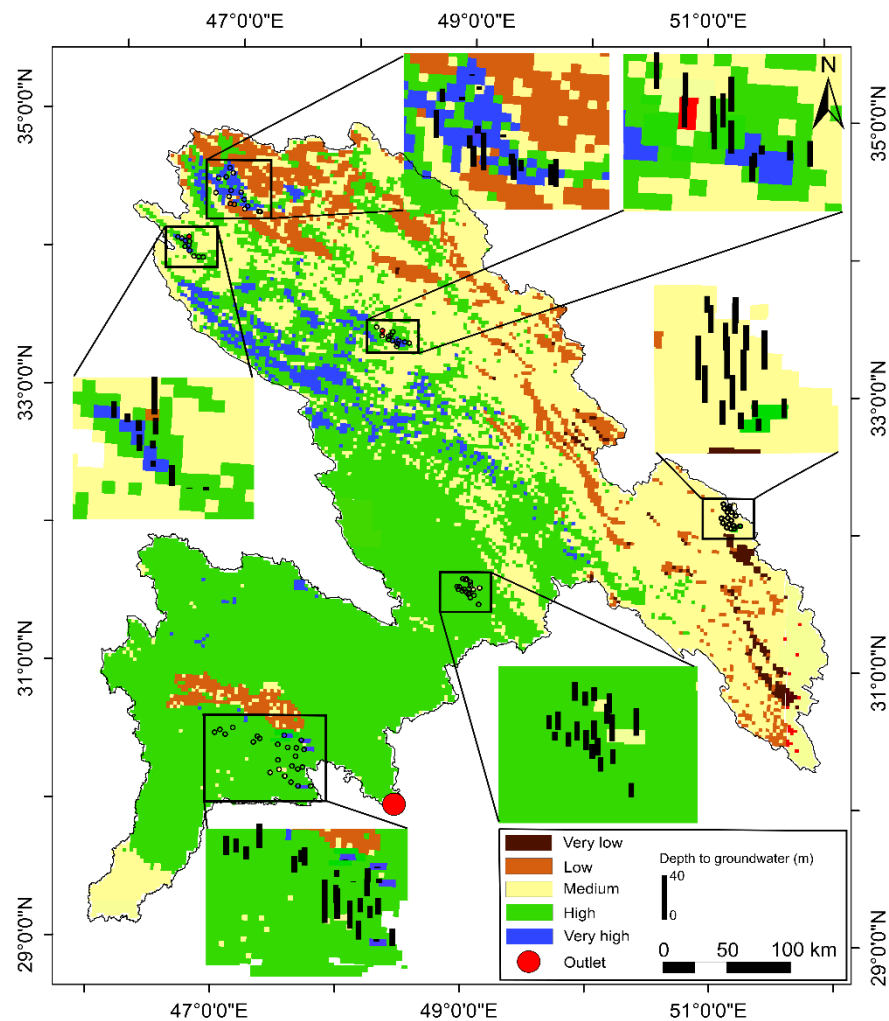 47°0'0"E
49°0'0"E
51°0'0"E
N
35°0'0"N
35°0'0"N
33°0'0"N
33°0'0"N
31°0'0"N
31°0'0"N
29°0'0"N
29°0'0"N
Very low
Low
Medium
High
Very high
Outlet
Depth to groundwater (m)
40
0
0 50 100 km
47°0'0"E
49°0'0"E
51°0'0"E